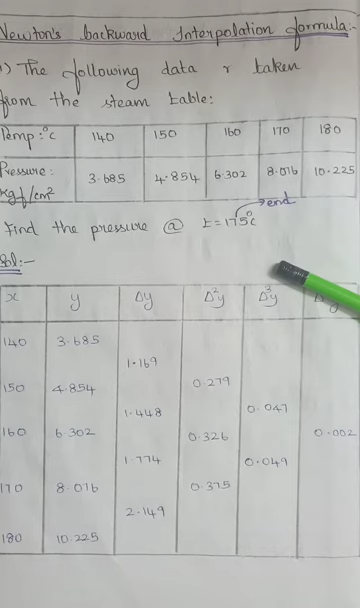 Newton's backward Interpolation formula:-
1) The following data r taken
from the steam table:
Temp:°c 140 150 160 170 180
Pressure: kgf/cm² 3.685 4.854 6.302 8.076 10.225
Find the pressure @ t=175°c →end
Sol:-
x y Δy Δ²y Δ³y
140 3.685
1.169
150 4.854 0.279
1.448 0.047
160 6.302 0.326 0.002
1.774 0.049
170 8.076 0.375
2.149
180 10.225